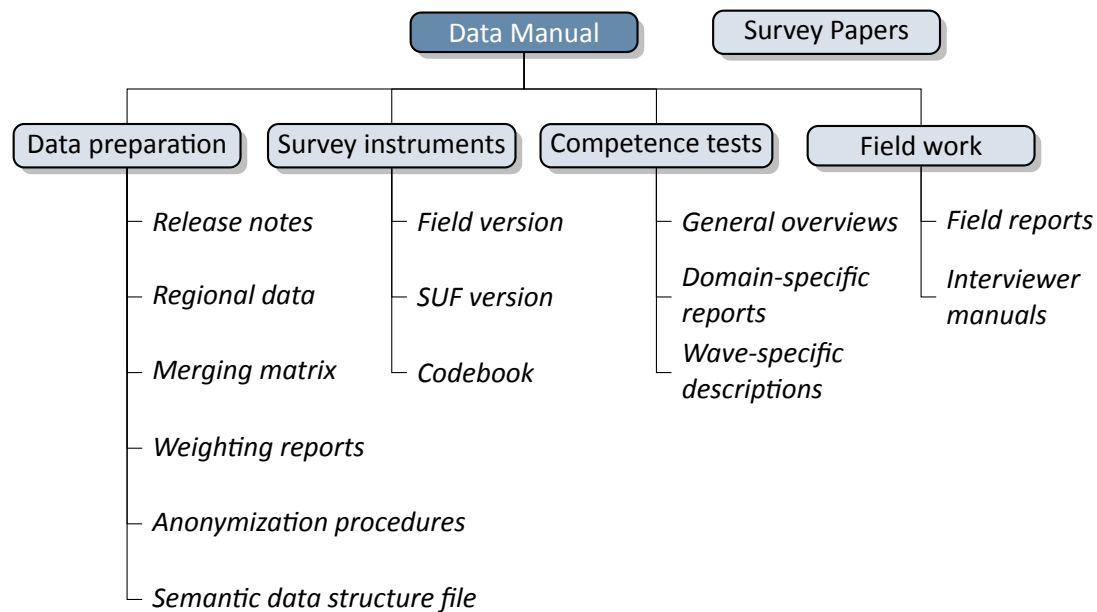 Data Manual
Survey Papers
Data preparation
Survey instruments
Competence tests
Field work
Release notes
Regional data
Merging matrix
Weighting reports
Anonymization procedures
Semantic data structure file
Field version
SUF version
Codebook
General overviews
Domain-specific
reports
Wave-specific
descriptions
Field reports
Interviewer
manuals